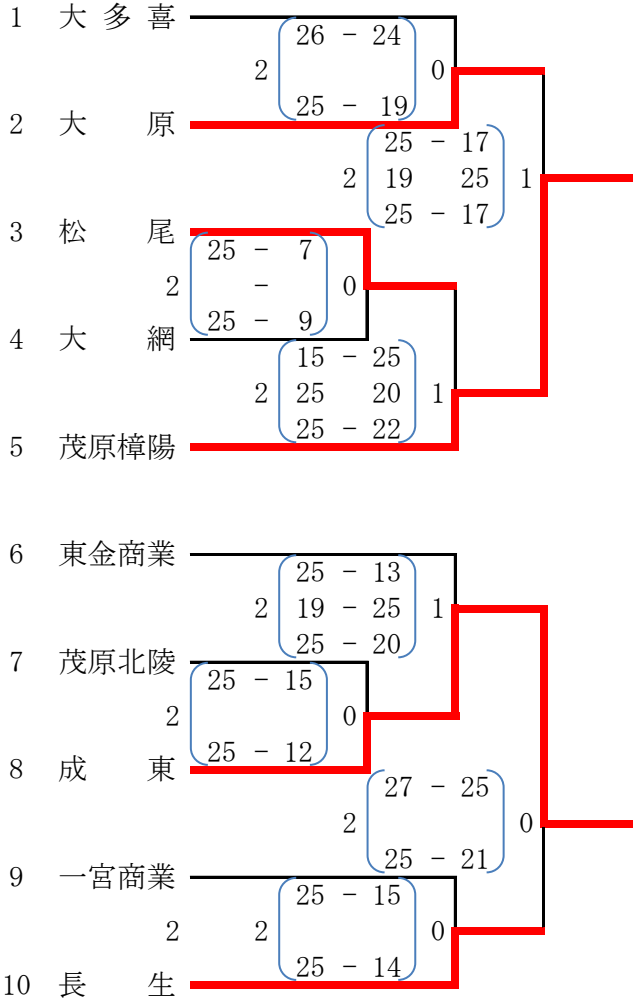 1 大多喜
26 - 24
2 0
25 - 19
2 大原
25 - 17
2 19 25 1
25 - 17
3 松尾
25 - 7
2 - 0
25 - 9
4 大網
15 - 25
2 25 20 1
25 - 22
5 茂原樟陽
6 東金商業
25 - 13
2 19 - 25 1
25 - 20
7 茂原北陵
25 - 15
2 0
25 - 12
8 成東
27 - 25
2 0
25 - 21
9 一宮商業
25 - 15
2 2 0
25 - 14
10 長生